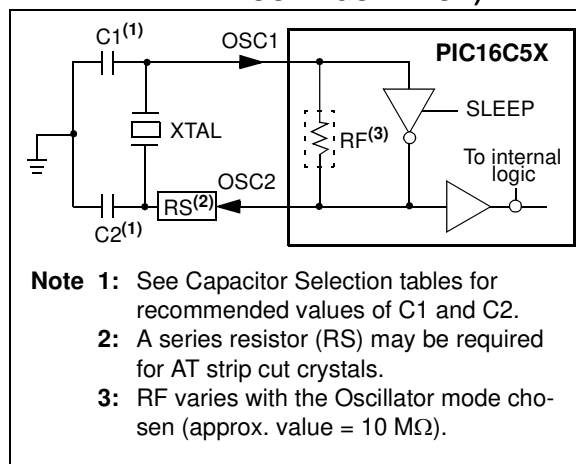 C1(1)
OSC1
PIC16C5X
SLEEP
XTAL
RF(3)
To internal
logic
OSC2
RS(2)
C2(1)
Note 1: See Capacitor Selection tables for
recommended values of C1 and C2.
2: A series resistor (RS) may be required
for AT strip cut crystals.
3: RF varies with the Oscillator mode cho-
sen (approx. value = 10 MΩ).